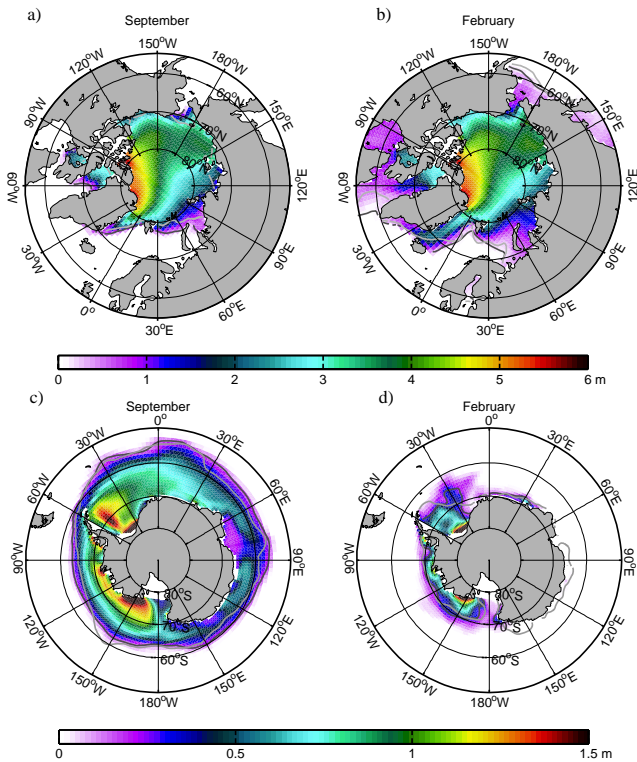 a) September
b) February
150°W
120°W
180°W
90°W
150°E
60°N
70°N
80°N
120°E
60°W
90°E
30°W
60°E
0°
30°E
150°W
120°W
180°W
90°W
150°E
60°N
70°N
80°N
120°E
60°W
90°E
30°W
60°E
0°
30°E
0 1 2 3 4 5 6 m
c) September
d) February
0°
30°W
30°E
60°W
60°E
90°W
90°E
80°S
70°S
60°S
120°W
120°E
150°W
150°E
180°W
0°
30°W
30°E
60°W
60°E
90°W
90°E
80°S
70°S
60°S
120°W
120°E
150°W
150°E
180°W
0 0.5 1 1.5 m